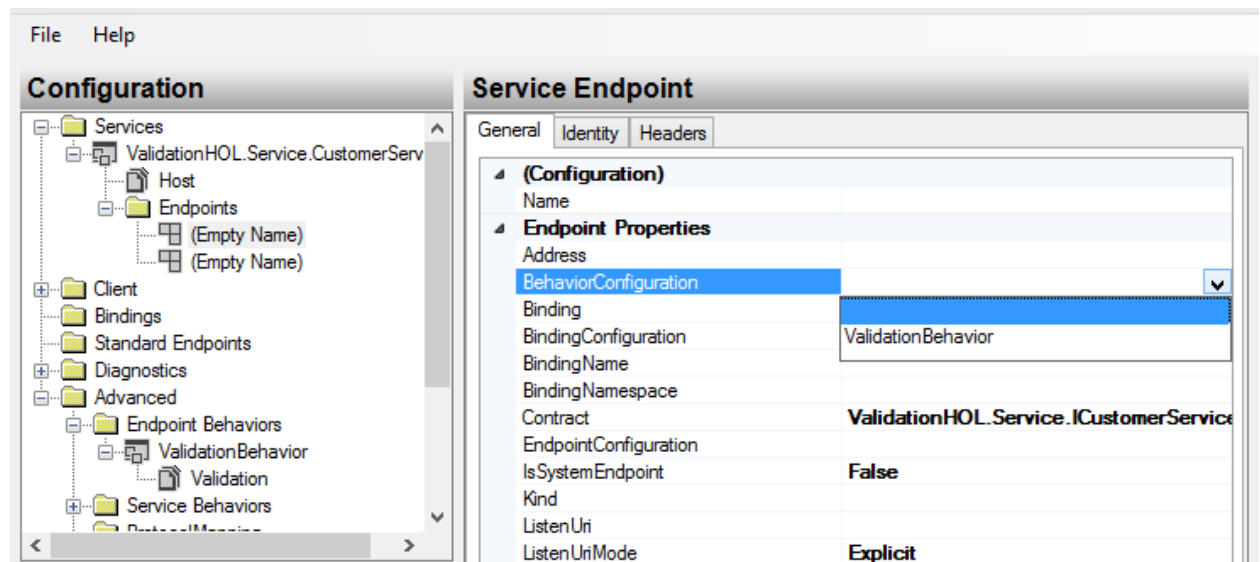 File Help
Configuration
Services
ValidationHOL.Service.CustomerServ
Host
Endpoints
(Empty Name)
(Empty Name)
Client
Bindings
Standard Endpoints
Diagnostics
Advanced
Endpoint Behaviors
ValidationBehavior
Validation
Service Behaviors
ProtocolMapping
Service Endpoint
General Identity Headers
(Configuration)
Name
Endpoint Properties
Address
BehaviorConfiguration
Binding
BindingConfiguration ValidationBehavior
BindingName
BindingNamespace
Contract ValidationHOL.Service.ICustomerService
EndpointConfiguration
IsSystemEndpoint False
Kind
ListenUri
ListenUriMode Explicit